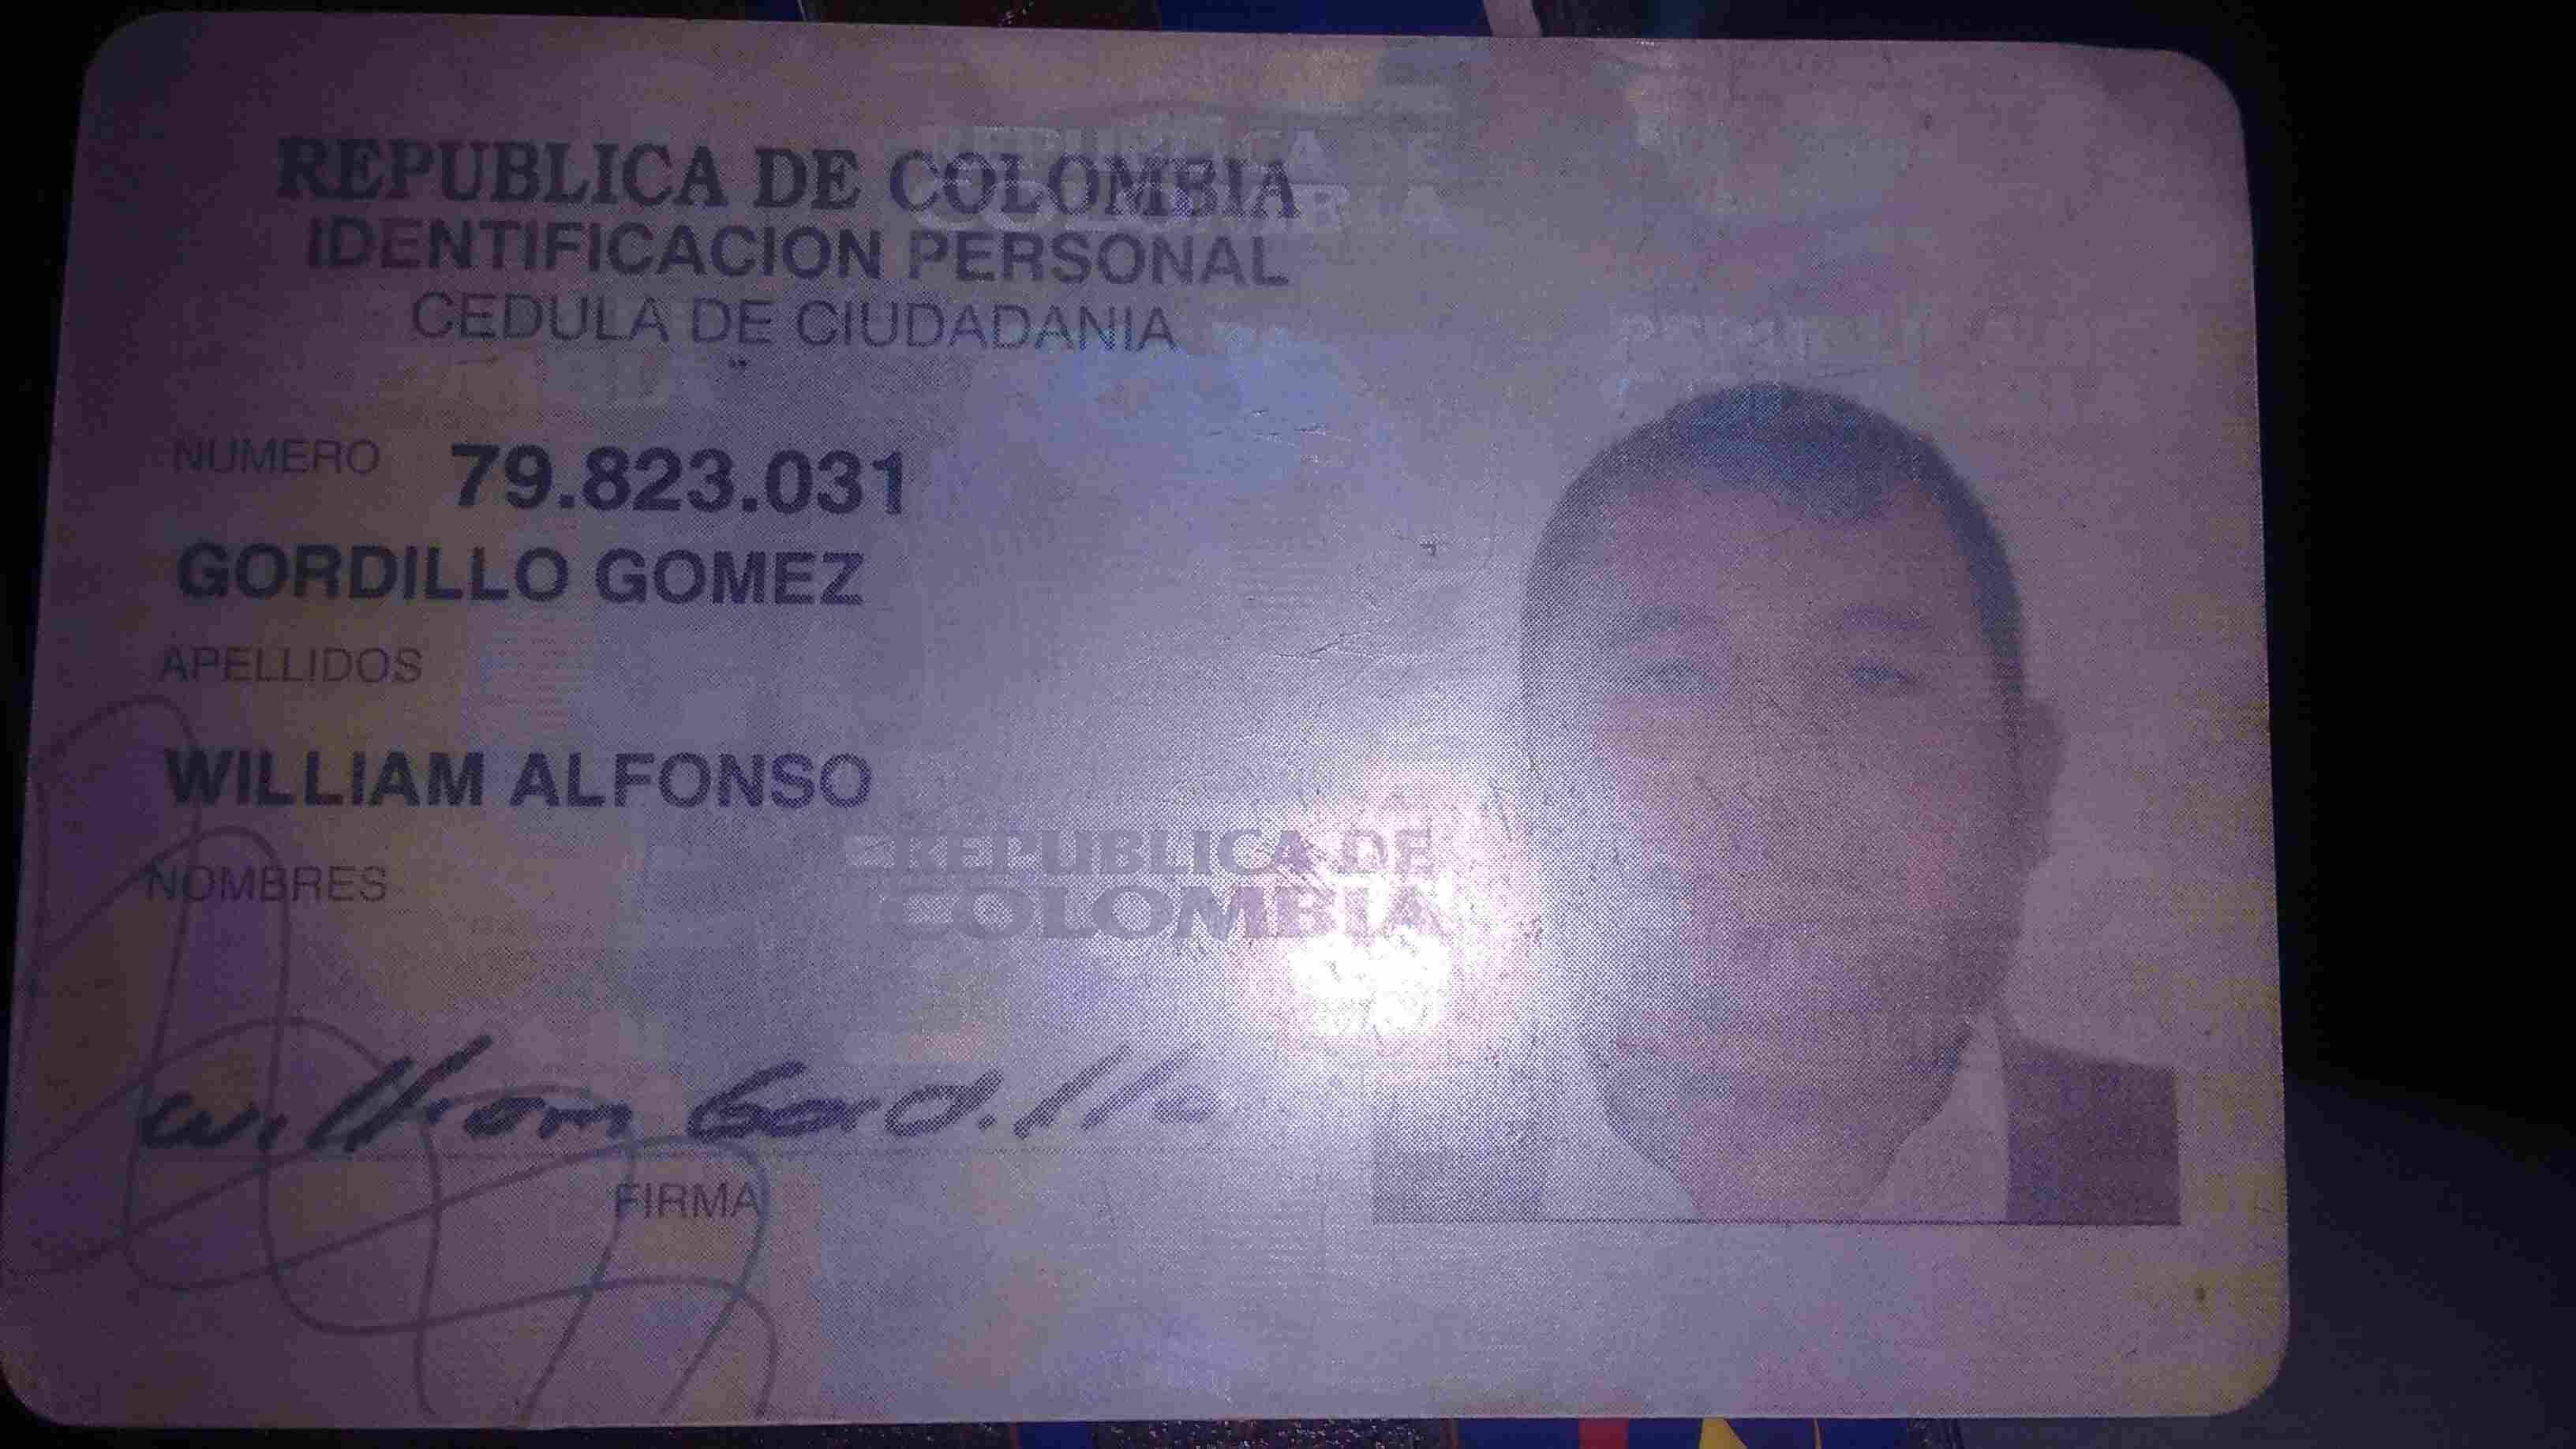 REPUBLICA DE COLOMBIA
IDENTIFICACION PERSONAL
CEDULA DE CIUDADANIA
NUMERO 79.823.031
GORDILLO GOMEZ
APELLIDOS
WILLIAM ALFONSO
NOMBRES
REPUBLICA DE
COLOMBIA
William Gordillo
FIRMA